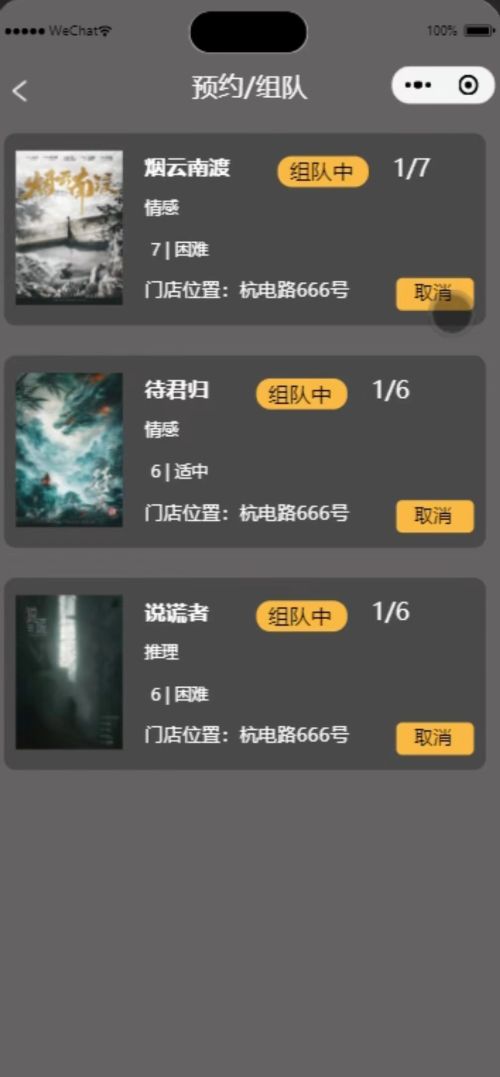 WeChat
100%
预约/组队
烟云南渡 组队中 1/7
情感
7 | 困难
门店位置：杭电路666号
取消
烟云南渡
待君归 组队中 1/6
情感
6 | 适中
门店位置：杭电路666号
取消
说谎者 组队中 1/6
推理
6 | 困难
门店位置：杭电路666号
取消